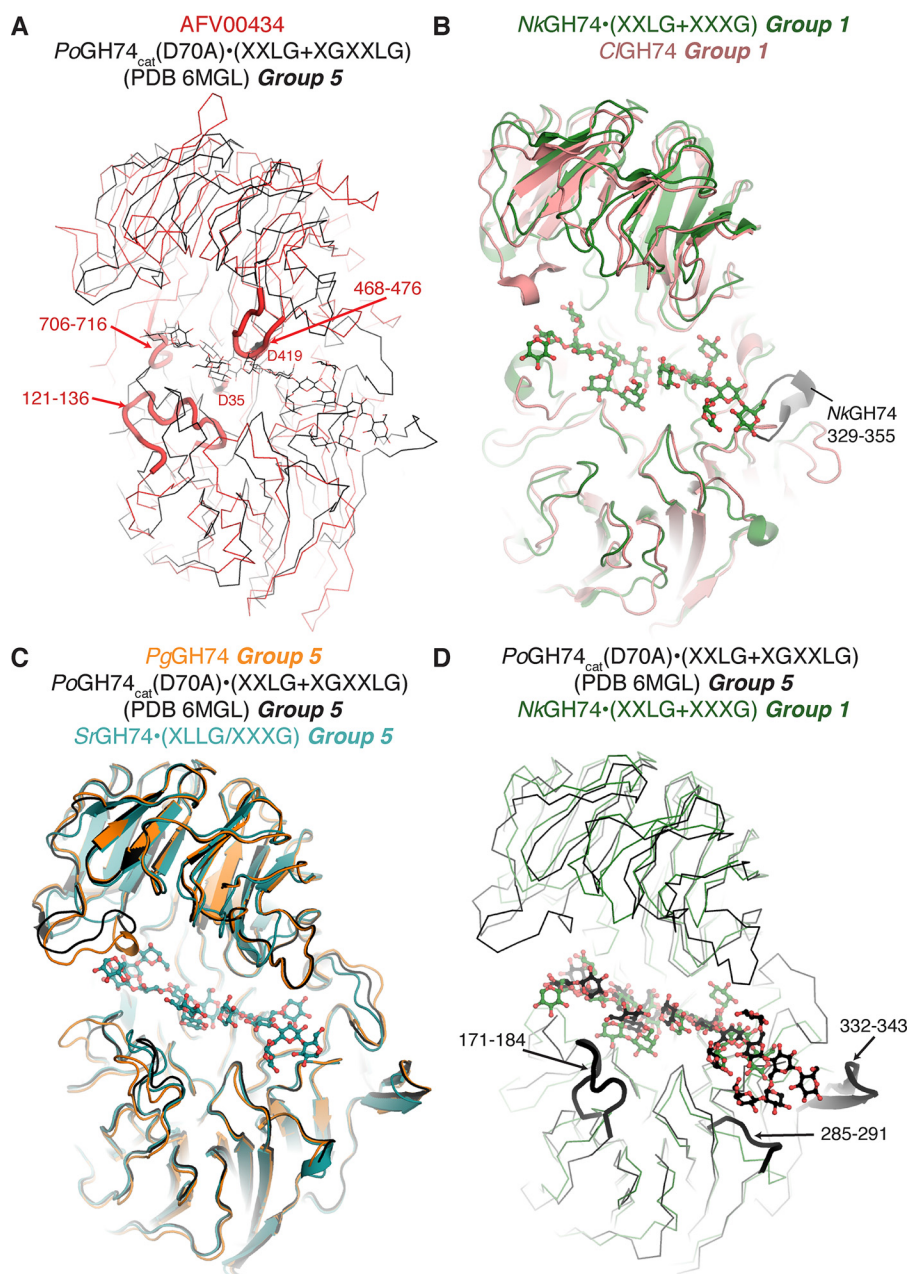 A
AFV00434
PoGH74cat(D70A)•(XXLG+XGXXLG)
(PDB 6MGL) Group 5
468-476
706-716
D419
D35
121-136
B
NkGH74•(XXLG+XXXG) Group 1
ClGH74 Group 1
NkGH74
329-355
C
PgGH74 Group 5
PoGH74cat(D70A)•(XXLG+XGXXLG)
(PDB 6MGL) Group 5
SrGH74•(XLLG/XXXG) Group 5
D
PoGH74cat(D70A)•(XXLG+XGXXLG)
(PDB 6MGL) Group 5
NkGH74•(XXLG+XXXG) Group 1
332-343
171-184
285-291